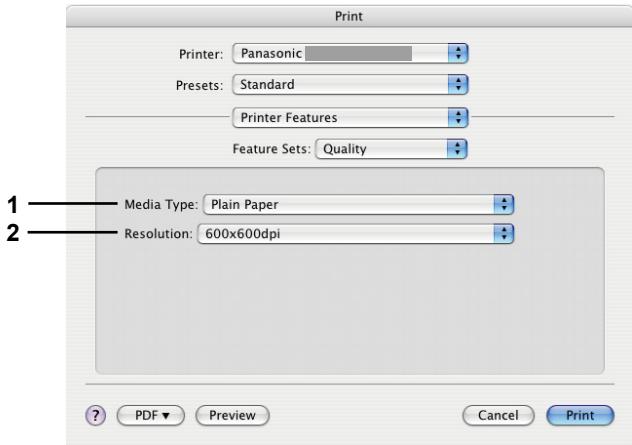 Print
Printer: Panasonic
Presets: Standard
Printer Features
Feature Sets: Quality
1 Media Type: Plain Paper
2 Resolution: 600x600dpi
? PDF▼ Preview Cancel Print